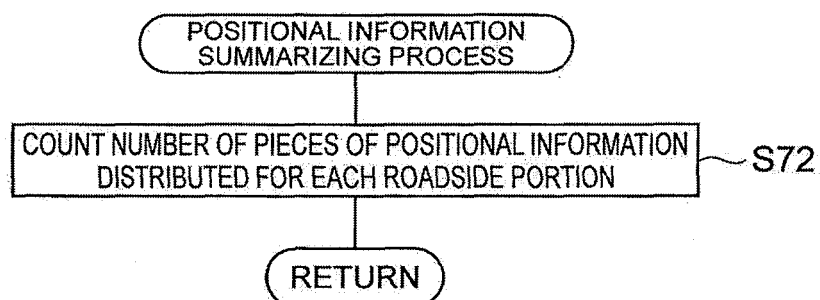 POSITIONAL INFORMATION
SUMMARIZING PROCESS
COUNT NUMBER OF PIECES OF POSITIONAL INFORMATION
DISTRIBUTED FOR EACH ROADSIDE PORTION
S72
RETURN